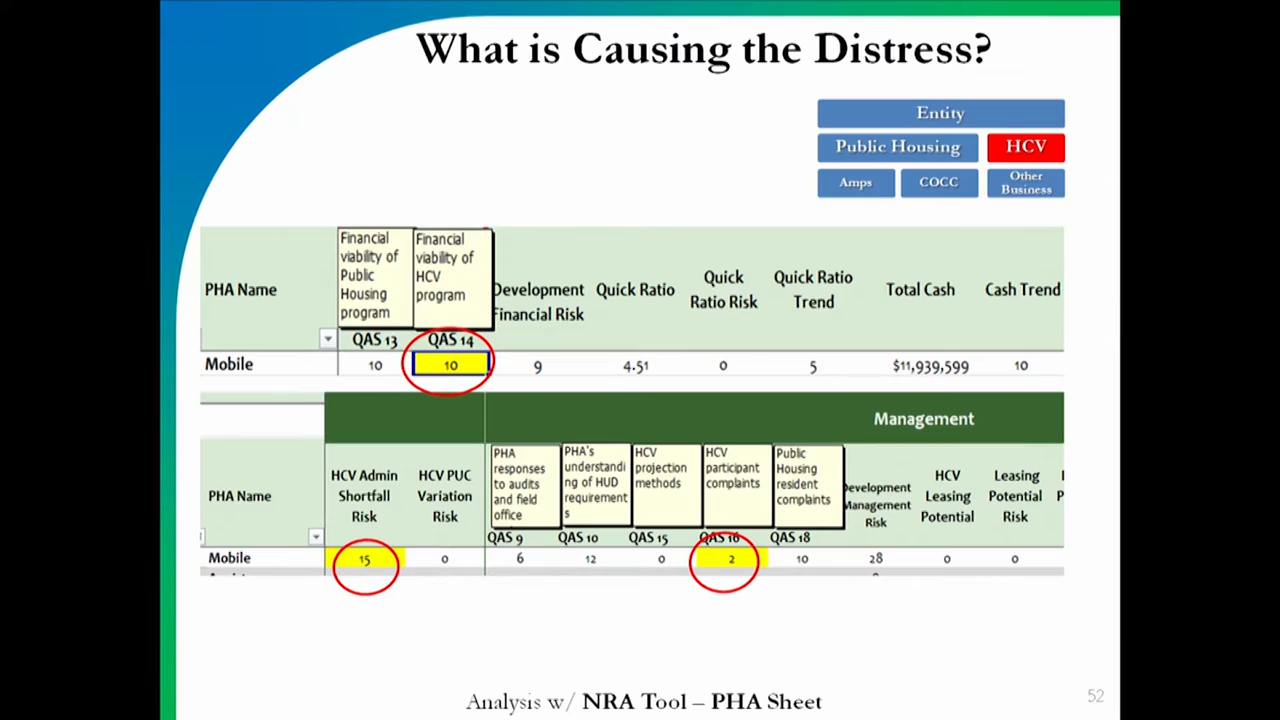 What is Causing the Distress?
Entity
Public Housing HCV
Amps COCC Other Business
PHA Name
Financial viability of Public Housing program
QAS 13
Financial viability of HCV program
QAS 14
Development Financial Risk
Quick Ratio
Quick Ratio Risk
Quick Ratio Trend
Total Cash
Cash Trend
Mobile 10 10 9 4.51 0 5 $11,939,599 10
Management
PHA Name
HCV Admin Shortfall Risk
HCV PUC Variation Risk
PHA responses to audits and field office
QAS 9
PHA's understandi ng of HUD requirement s
QAS 10
HCV projection methods
QAS 15
HCV participant complaints
QAS 16
Public Housing resident complaints
QAS 18
Development Management Risk
HCV Leasing Potential
Leasing Potential Risk
Mobile 15 0 6 12 0 2 10 28 0 0
Analysis w/ NRA Tool – PHA Sheet
52